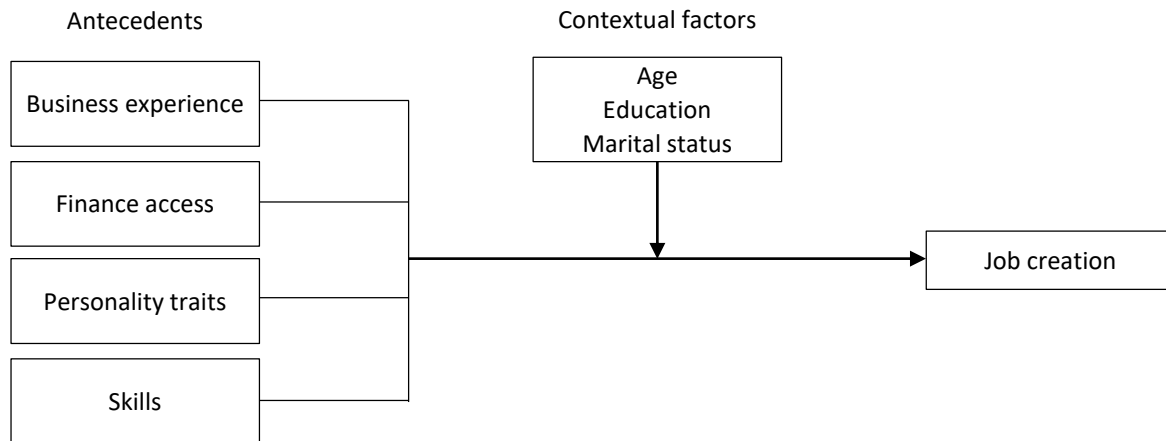 Antecedents
Contextual factors
Business experience
Age
Education
Marital status
Finance access
Job creation
Personality traits
Skills